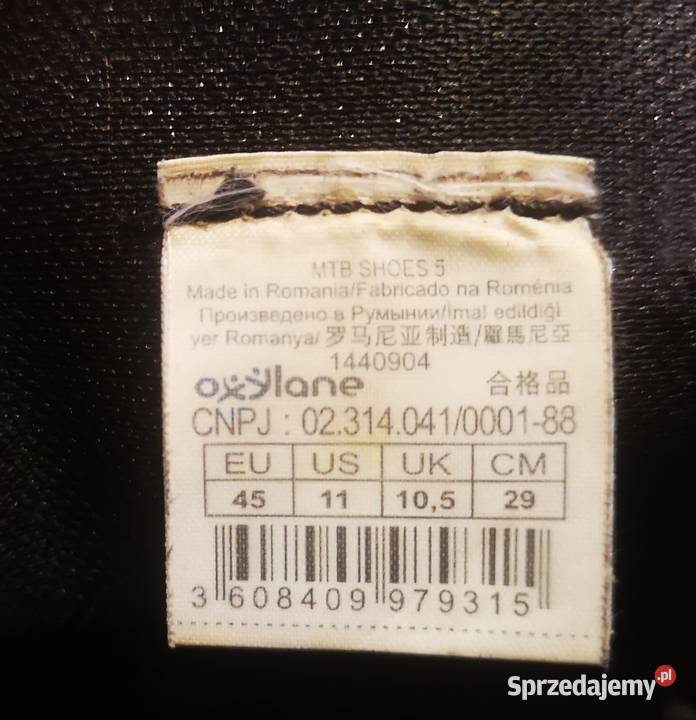 MTB SHOES 5
Made in Romania/Fabricado na Roménia
Произведено в Румынии/İmal edildiği
yer Romanya/ 罗马尼亚制造/羅馬尼亞
1440904
oxylane 合格品
CNPJ : 02.314.041/0001-88
EU US UK CM
45 11 10,5 29
3 608409 979315
Sprzedajemy.pl